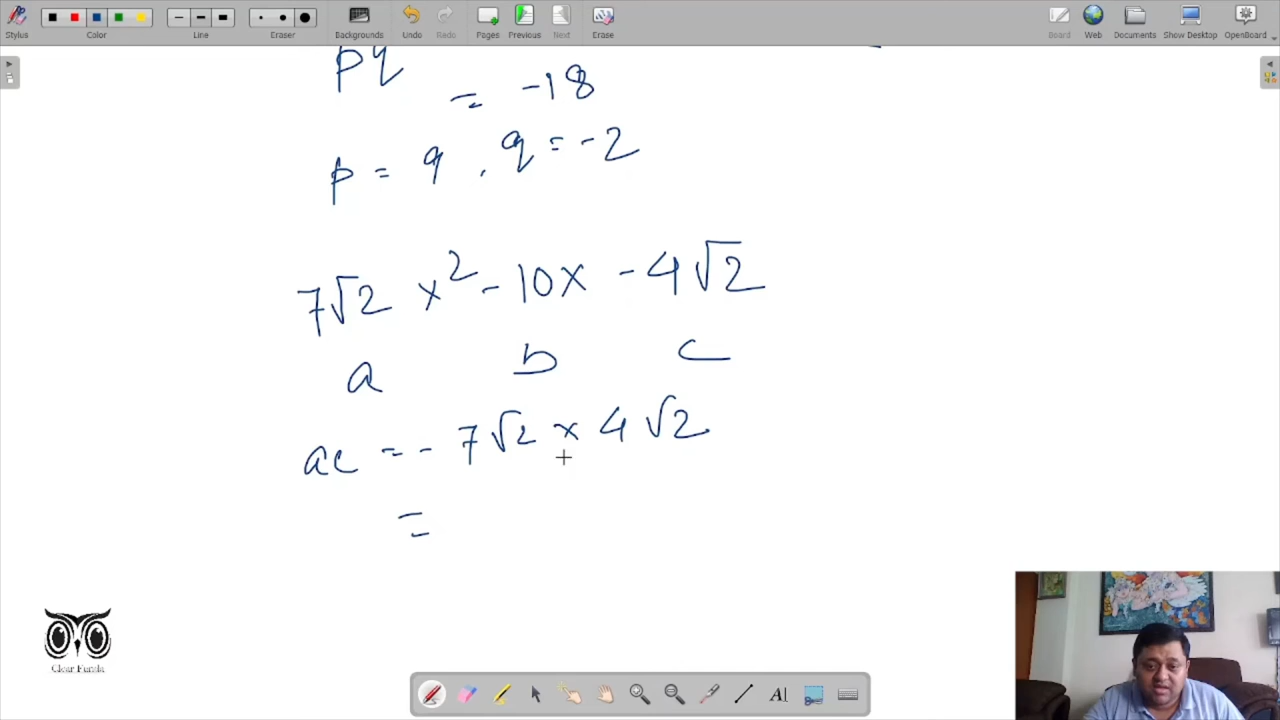 Stylus Color Line Eraser Backgrounds Undo Redo Pages Previous Next Erase Board Web Documents Show Desktop OpenBoard
pq
= -18
p = 9 , q = -2
7√2 x² - 10x - 4√2
a b c
ac = - 7√2 × 4√2
=
Clear Funda
AI